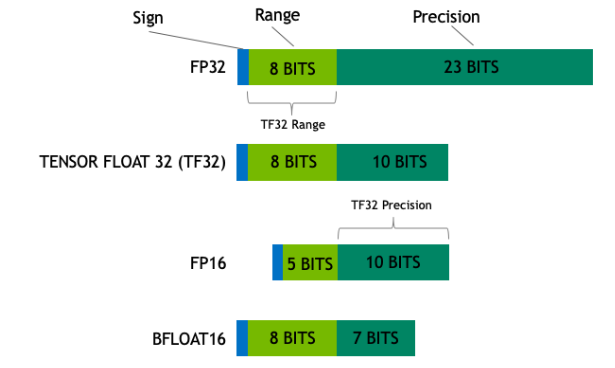 Sign Range Precision
FP32 8 BITS 23 BITS
TF32 Range
TENSOR FLOAT 32 (TF32) 8 BITS 10 BITS
TF32 Precision
FP16 5 BITS 10 BITS
BFLOAT16 8 BITS 7 BITS